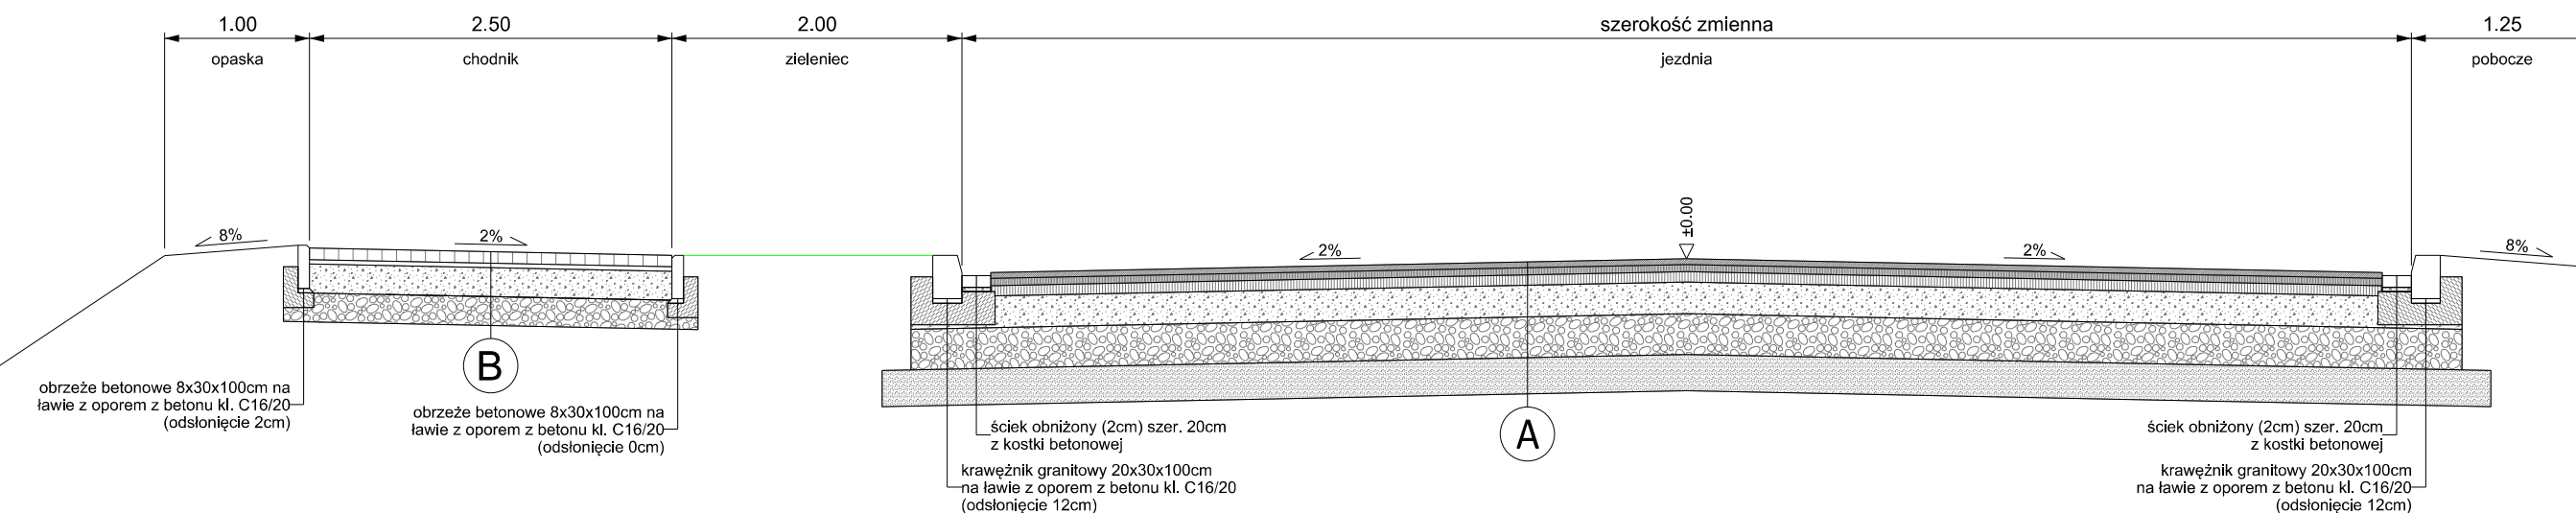 1.00
2.50
2.00
szerokość zmienna
1.25
opaska
chodnik
zieleniec
jezdnia
pobocze
±0.00
8%
2%
2%
2%
8%
B
A
obrzeże betonowe 8x30x100cm na
ławie z oporem z betonu kl. C16/20
(odsłonięcie 2cm)
obrzeże betonowe 8x30x100cm na
ławie z oporem z betonu kl. C16/20
(odsłonięcie 0cm)
ściek obniżony (2cm) szer. 20cm
z kostki betonowej
krawężnik granitowy 20x30x100cm
na ławie z oporem z betonu kl. C16/20
(odsłonięcie 12cm)
ściek obniżony (2cm) szer. 20cm
z kostki betonowej
krawężnik granitowy 20x30x100cm
na ławie z oporem z betonu kl. C16/20
(odsłonięcie 12cm)